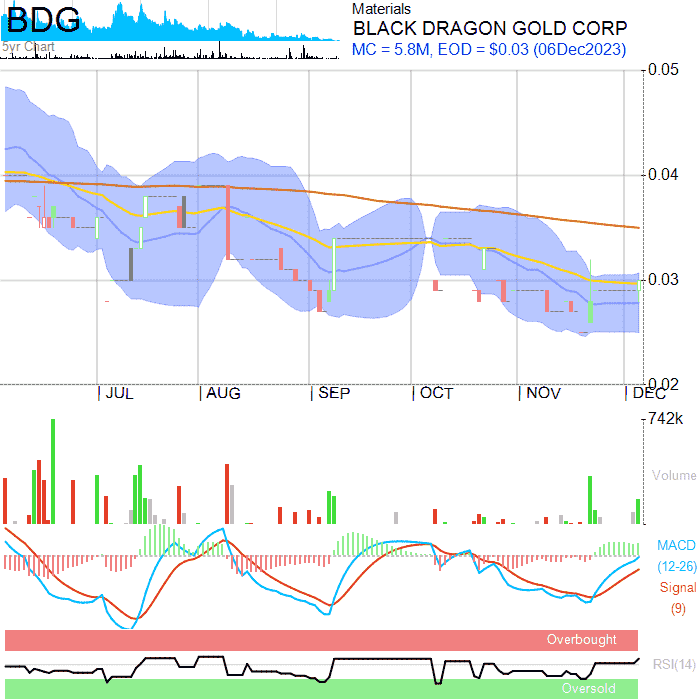 BDG
5yr Chart
Materials
BLACK DRAGON GOLD CORP
MC = 5.8M, EOD = $0.03 (06Dec2023)
0.05
0.04
0.03
0.02
JUL AUG SEP OCT NOV DEC
742k
Volume
MACD
(12-26)
Signal
(9)
Overbought
RSI(14)
Oversold